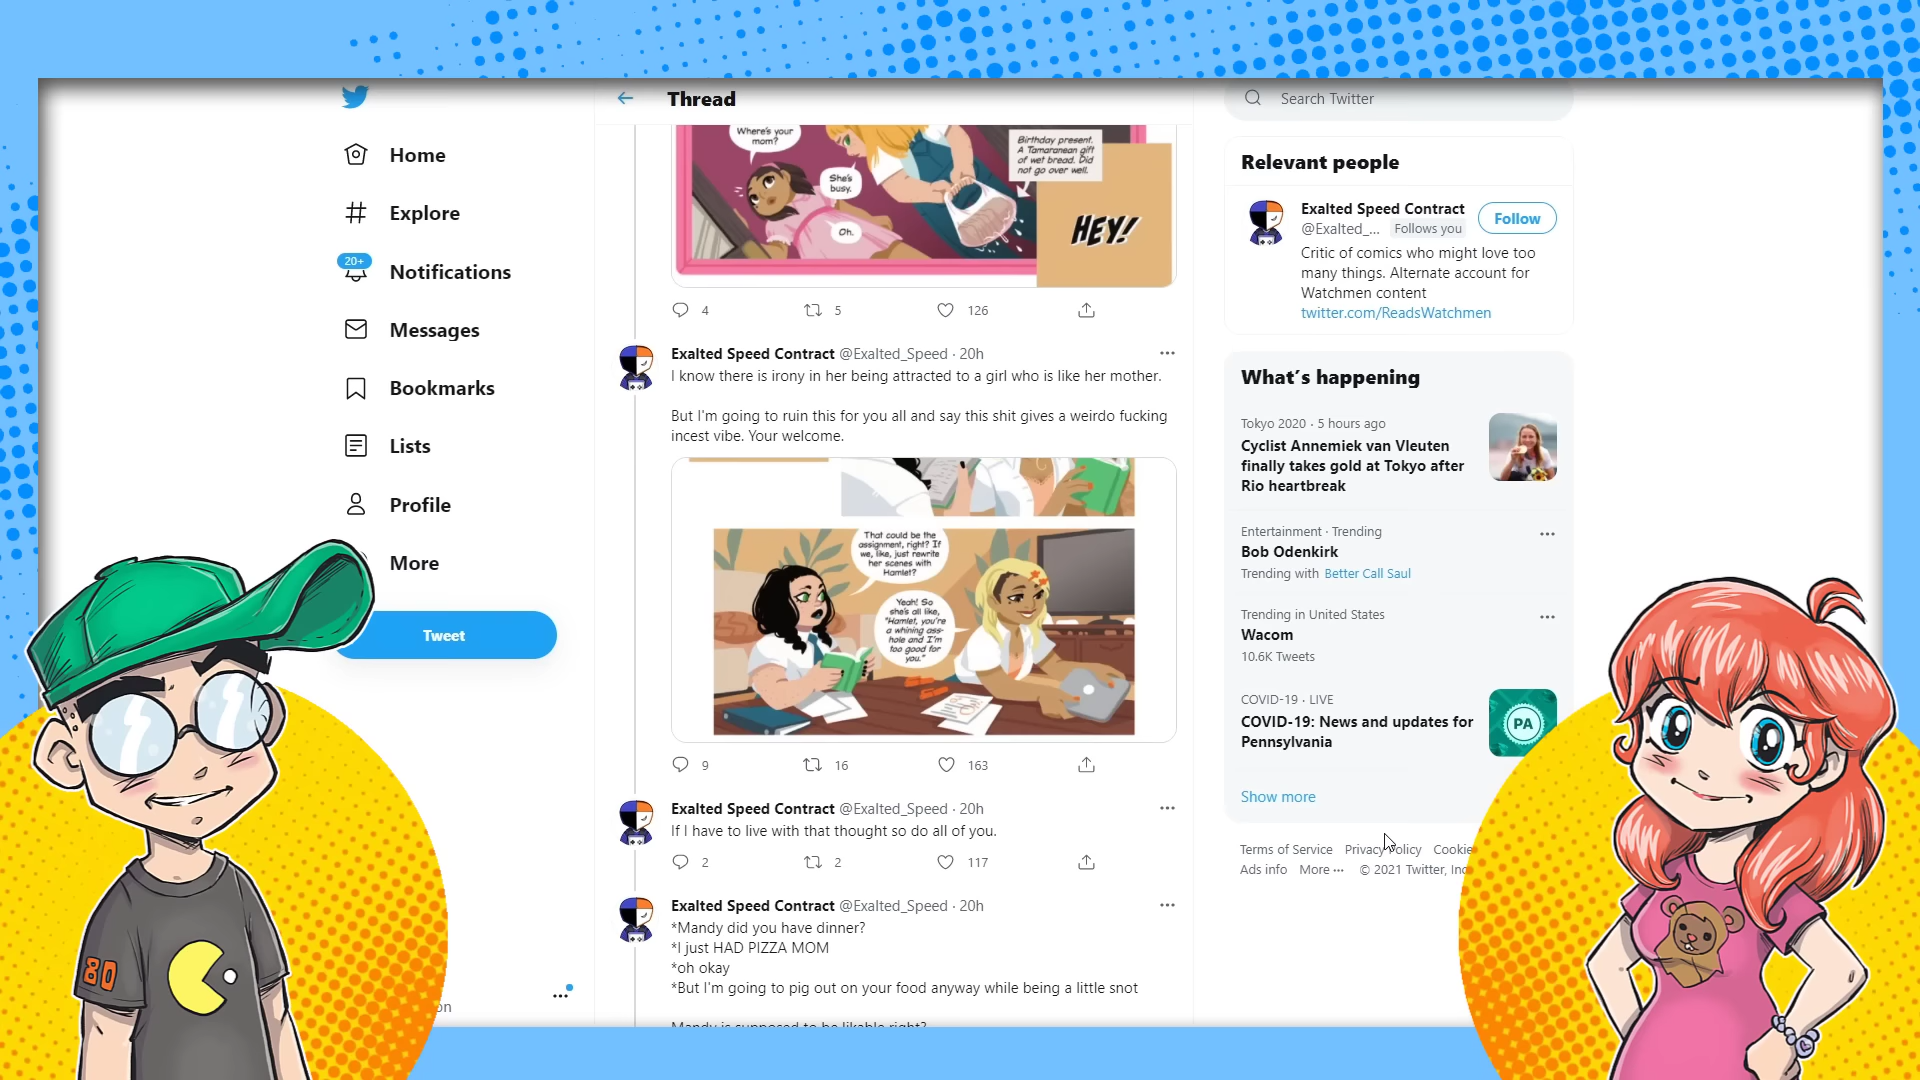 Home
Explore
20+
Notifications
Messages
Bookmarks
Lists
Profile
More
Tweet
Thread
Where's your
mom?
She's
busy.
Oh.
Birthday present.
A Tamaranean gift
of wet bread. Did
not go over well.
HEY!
4
5
126
Exalted Speed Contract @Exalted_Speed · 20h
I know there is irony in her being attracted to a girl who is like her mother.
But I'm going to ruin this for you all and say this shit gives a weirdo fucking
incest vibe. Your welcome.
That could be the
assignment, right? If
we, like, just rewrite
her scenes with
Hamlet?
Yeah! So
she's all like,
"Hamlet, you're
a whining ass-
hole and I'm
too good for
you."
9
16
163
Exalted Speed Contract @Exalted_Speed · 20h
If I have to live with that thought so do all of you.
2
2
117
Exalted Speed Contract @Exalted_Speed · 20h
*Mandy did you have dinner?
*I just HAD PIZZA MOM
*oh okay
*But I'm going to pig out on your food anyway while being a little snot
Mandy is supposed to be likable right?
Search Twitter
Relevant people
Exalted Speed Contract
@Exalted_... Follows you
Follow
Critic of comics who might love too
many things. Alternate account for
Watchmen content
twitter.com/ReadsWatchmen
What's happening
Tokyo 2020 · 5 hours ago
Cyclist Annemiek van Vleuten
finally takes gold at Tokyo after
Rio heartbreak
Entertainment · Trending
Bob Odenkirk
Trending with Better Call Saul
Trending in United States
Wacom
10.6K Tweets
COVID-19 · LIVE
COVID-19: News and updates for
Pennsylvania
PA
Show more
Terms of Service Privacy Policy Cookie
Ads info More ··· © 2021 Twitter, Inc
80
on